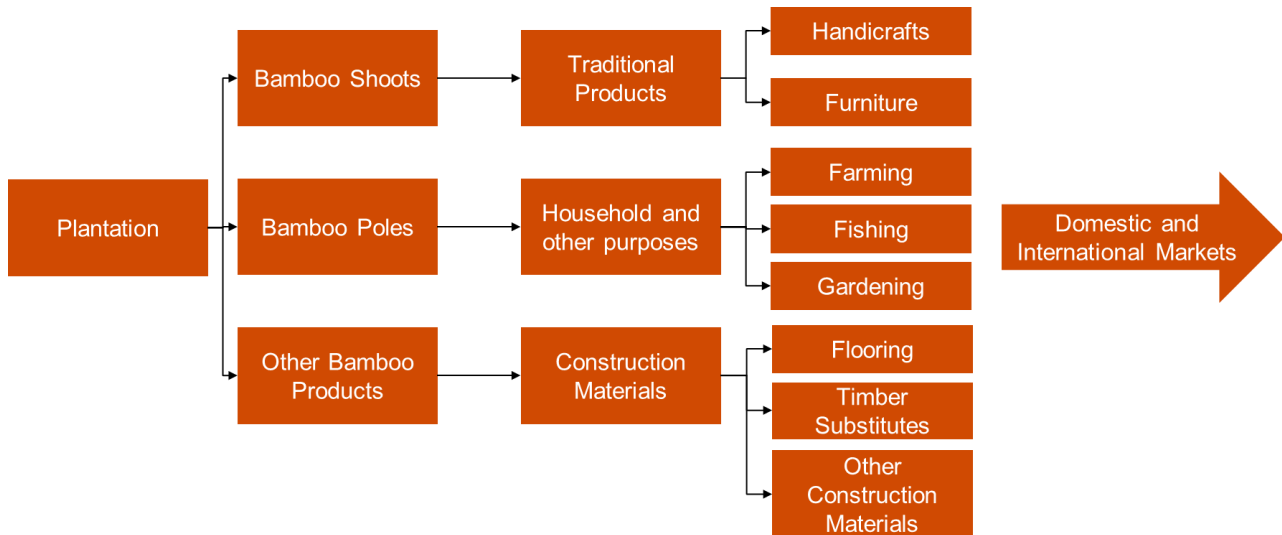 Plantation
Bamboo Shoots
Bamboo Poles
Other Bamboo
Products
Traditional
Products
Household and
other purposes
Construction
Materials
Handicrafts
Furniture
Farming
Fishing
Gardening
Flooring
Timber
Substitutes
Other
Construction
Materials
Domestic and
International Markets